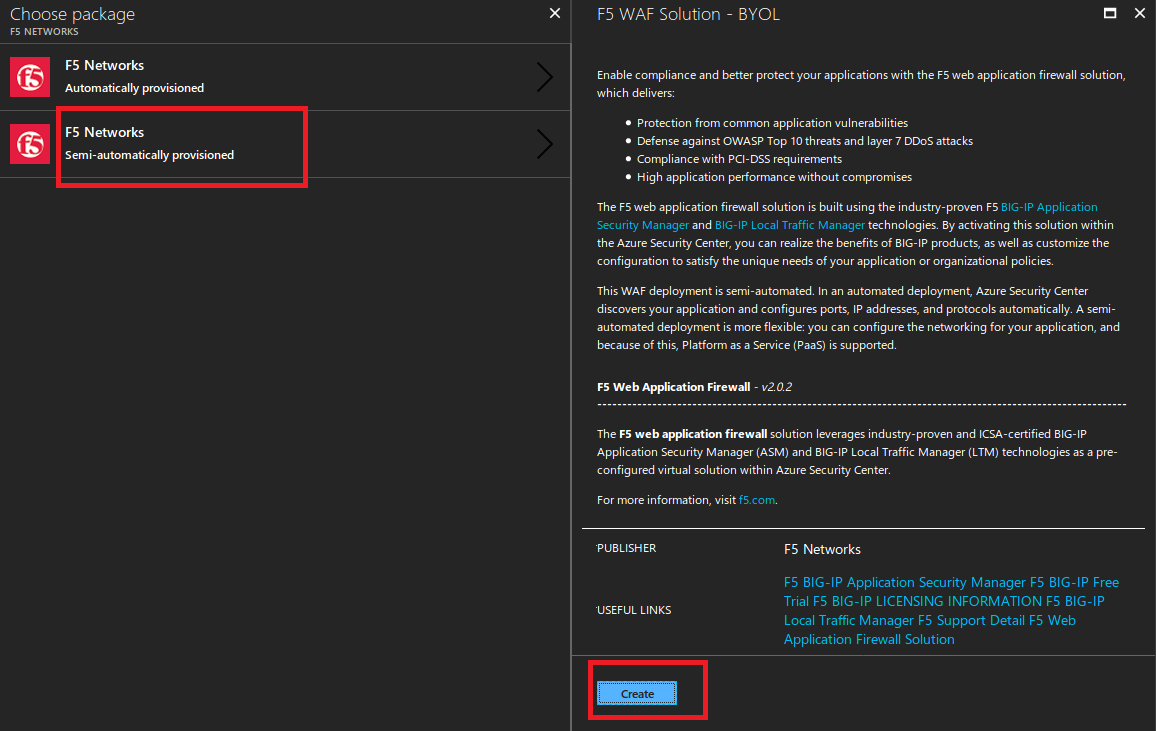 Choose package
F5 NETWORKS
F5 Networks
Automatically provisioned
F5 Networks
Semi-automatically provisioned
F5 WAF Solution - BYOL
Enable compliance and better protect your applications with the F5 web application firewall solution,
which delivers:
● Protection from common application vulnerabilities
● Defense against OWASP Top 10 threats and layer 7 DDoS attacks
● Compliance with PCI-DSS requirements
● High application performance without compromises
The F5 web application firewall solution is built using the industry-proven F5 BIG-IP Application
Security Manager and BIG-IP Local Traffic Manager technologies. By activating this solution within
the Azure Security Center, you can realize the benefits of BIG-IP products, as well as customize the
configuration to satisfy the unique needs of your application or organizational policies.
This WAF deployment is semi-automated. In an automated deployment, Azure Security Center
discovers your application and configures ports, IP addresses, and protocols automatically. A semi-
automated deployment is more flexible: you can configure the networking for your application, and
because of this, Platform as a Service (PaaS) is supported.
F5 Web Application Firewall - v2.0.2
The F5 web application firewall solution leverages industry-proven and ICSA-certified BIG-IP
Application Security Manager (ASM) and BIG-IP Local Traffic Manager (LTM) technologies as a pre-
configured virtual solution within Azure Security Center.
For more information, visit f5.com.
PUBLISHER F5 Networks
USEFUL LINKS
F5 BIG-IP Application Security Manager F5 BIG-IP Free
Trial F5 BIG-IP LICENSING INFORMATION F5 BIG-IP
Local Traffic Manager F5 Support Detail F5 Web
Application Firewall Solution
Create